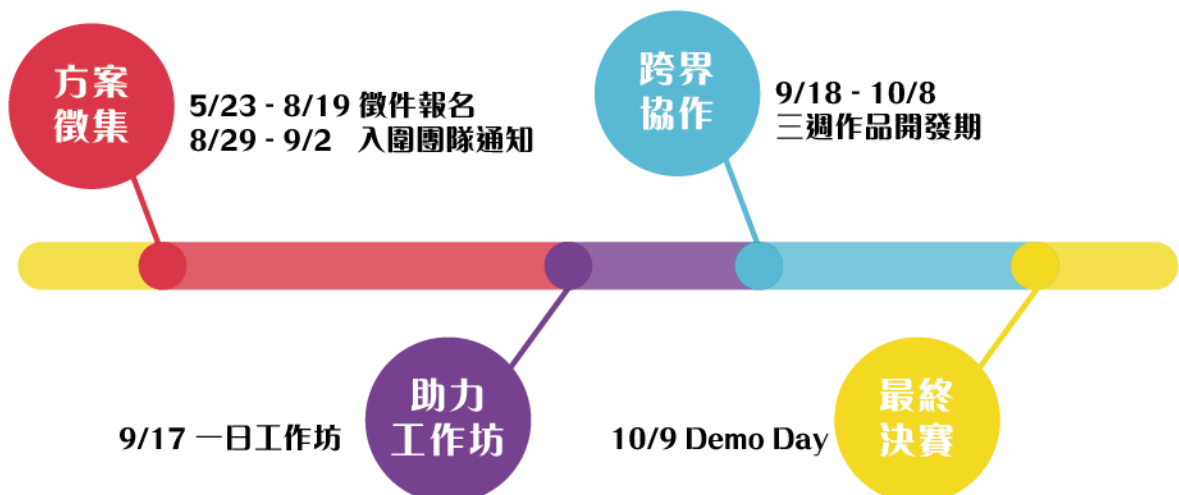 方案
徵集
5/23 - 8/19 徵件報名
8/29 - 9/2 入圍團隊通知
跨界
協作
9/18 - 10/8
三週作品開發期
助力
工作坊
9/17 一日工作坊
最終
決賽
10/9 Demo Day